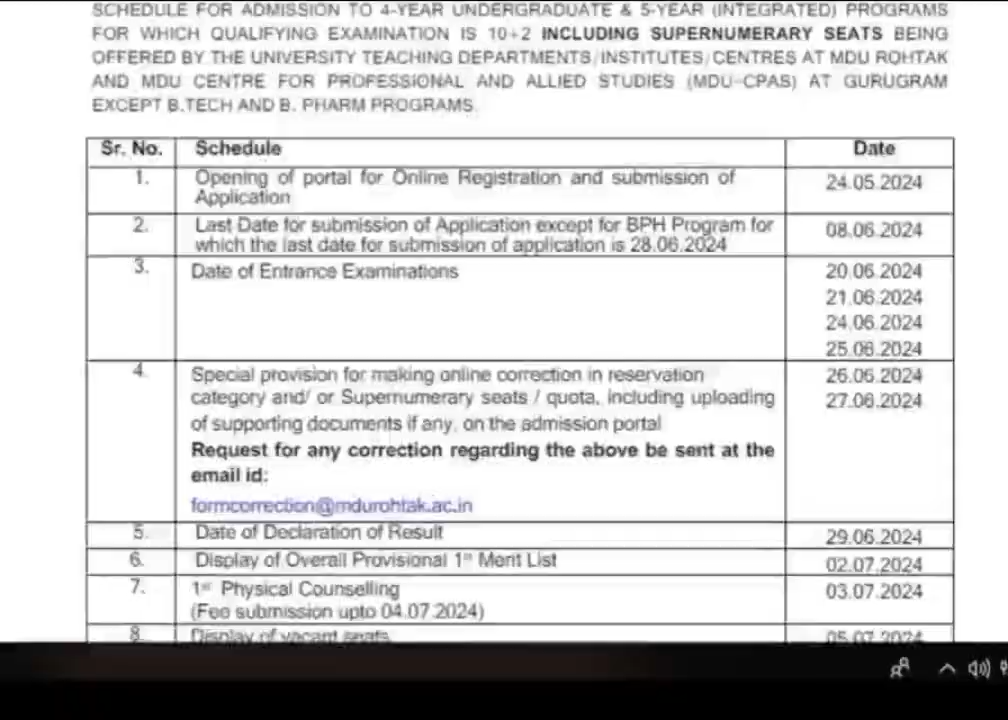 SCHEDULE FOR ADMISSION TO 4-YEAR UNDERGRADUATE & 5-YEAR (INTEGRATED) PROGRAMS
FOR WHICH QUALIFYING EXAMINATION IS 10+2 INCLUDING SUPERNUMERARY SEATS BEING
OFFERED BY THE UNIVERSITY TEACHING DEPARTMENTS/INSTITUTES/CENTRES AT MDU ROHTAK
AND MDU CENTRE FOR PROFESSIONAL AND ALLIED STUDIES (MDU-CPAS) AT GURUGRAM
EXCEPT B.TECH AND B. PHARM PROGRAMS.
Sr. No. Schedule Date
1. Opening of portal for Online Registration and submission of
Application 24.05.2024
2. Last Date for submission of Application except for BPH Program for
which the last date for submission of application is 28.06.2024 08.06.2024
3. Date of Entrance Examinations 20.06.2024
21.06.2024
24.06.2024
25.06.2024
4. Special provision for making online correction in reservation 26.06.2024
category and/ or Supernumerary seats / quota, including uploading 27.06.2024
of supporting documents if any, on the admission portal
Request for any correction regarding the above be sent at the
email id:
formcorrection@mdurohtak.ac.in
5. Date of Declaration of Result 29.06.2024
6. Display of Overall Provisional 1st Merit List 02.07.2024
7. 1st Physical Counselling 03.07.2024
(Fee submission upto 04.07.2024)
8. Display of vacant seats 05.07.2024